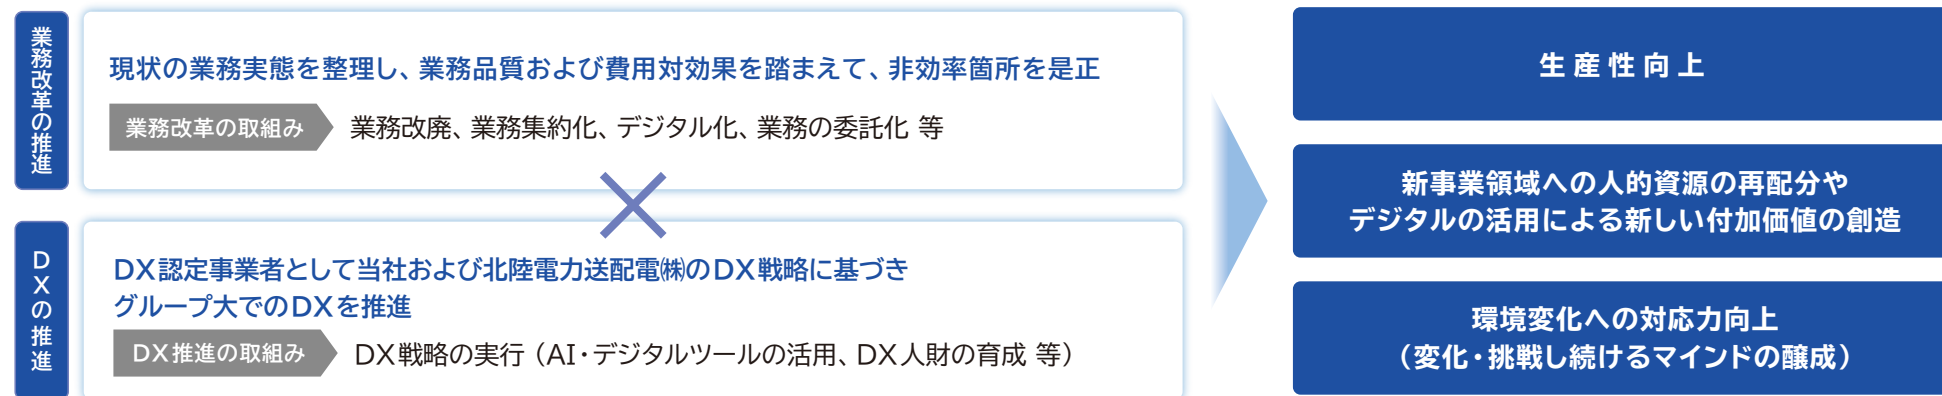 業務改革の推進
現状の業務実態を整理し、業務品質および費用対効果を踏まえて、非効率箇所を是正
業務改革の取組み
業務改廃、業務集約化、デジタル化、業務の委託化 等
×
DXの推進
DX認定事業者として当社および北陸電力送配電㈱のDX戦略に基づき
グループ大でのDXを推進
DX推進の取組み
DX戦略の実行（AI・デジタルツールの活用、DX人財の育成 等）
生産性向上
新事業領域への人的資源の再配分や
デジタルの活用による新しい付加価値の創造
環境変化への対応力向上
（変化・挑戦し続けるマインドの醸成）